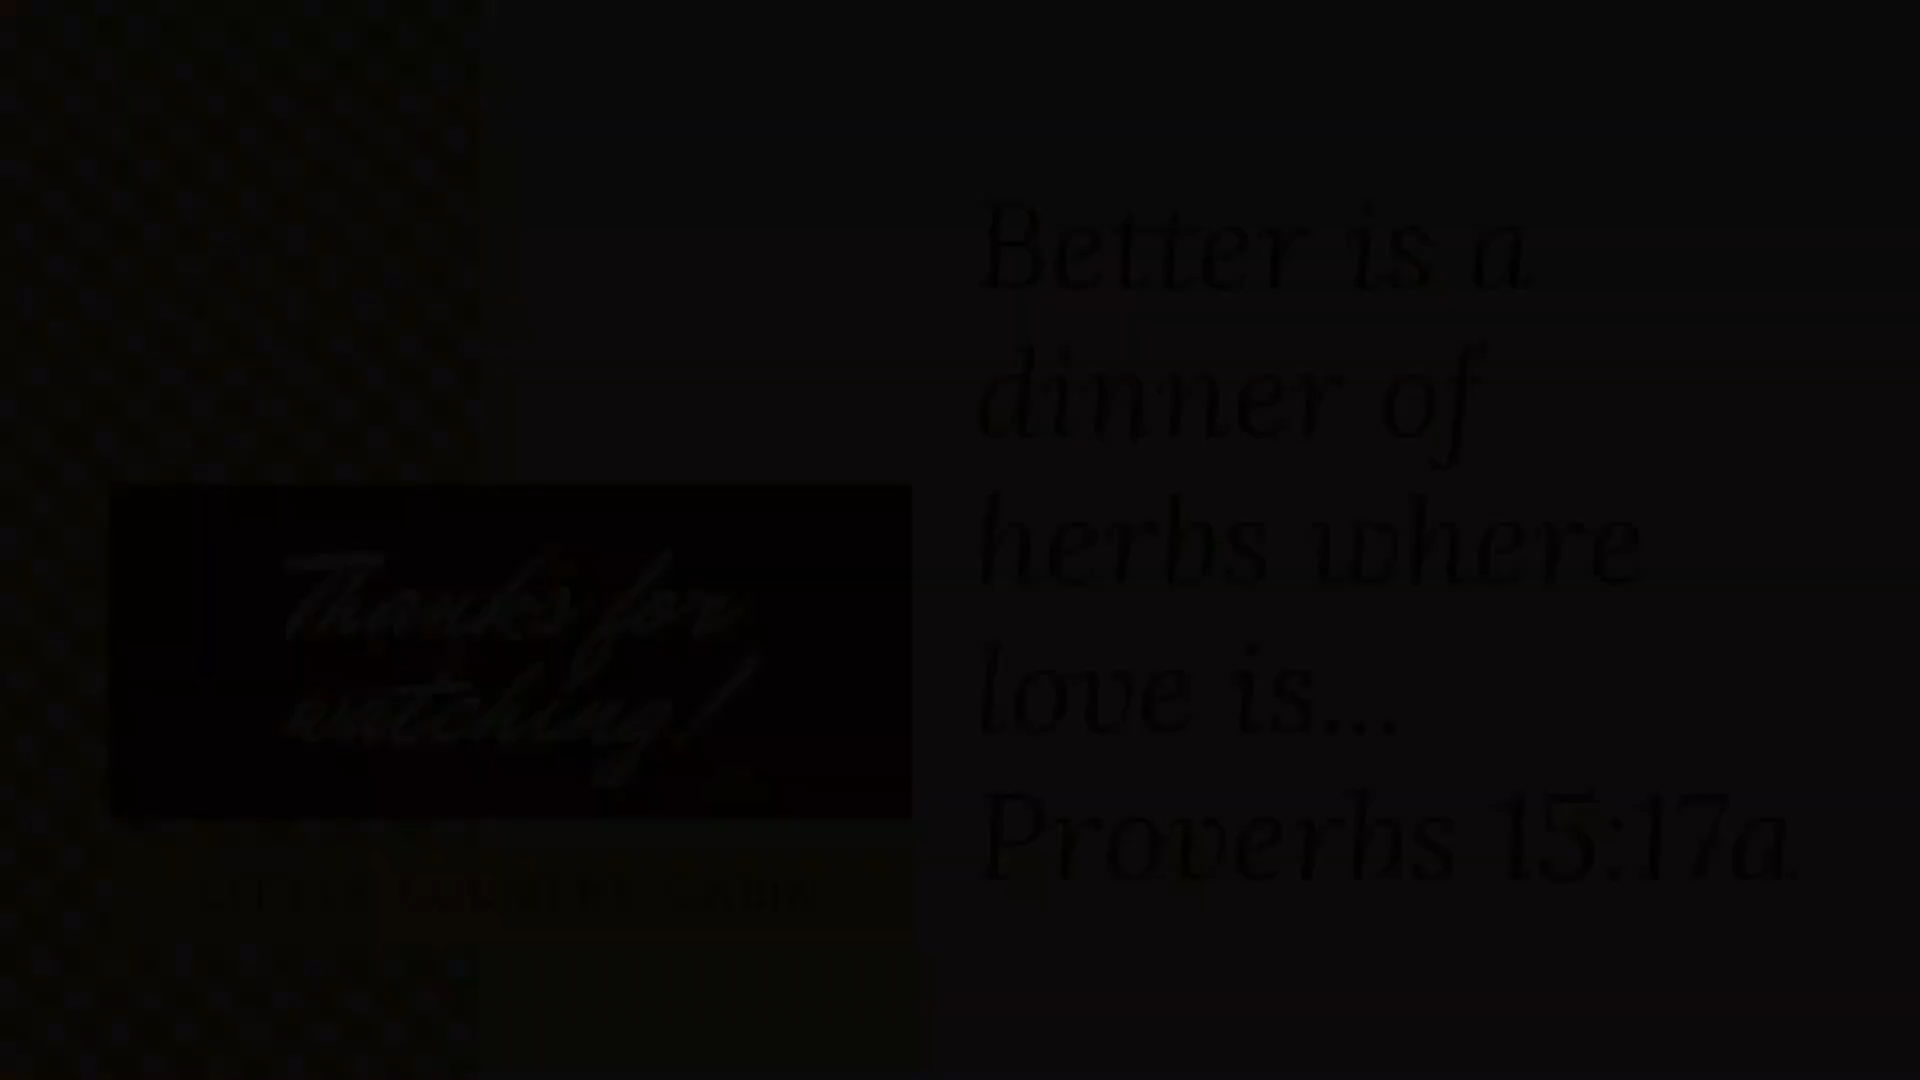 Thanks for
watching!
Better is a
dinner of
herbs where
love is...
Proverbs 15:17a